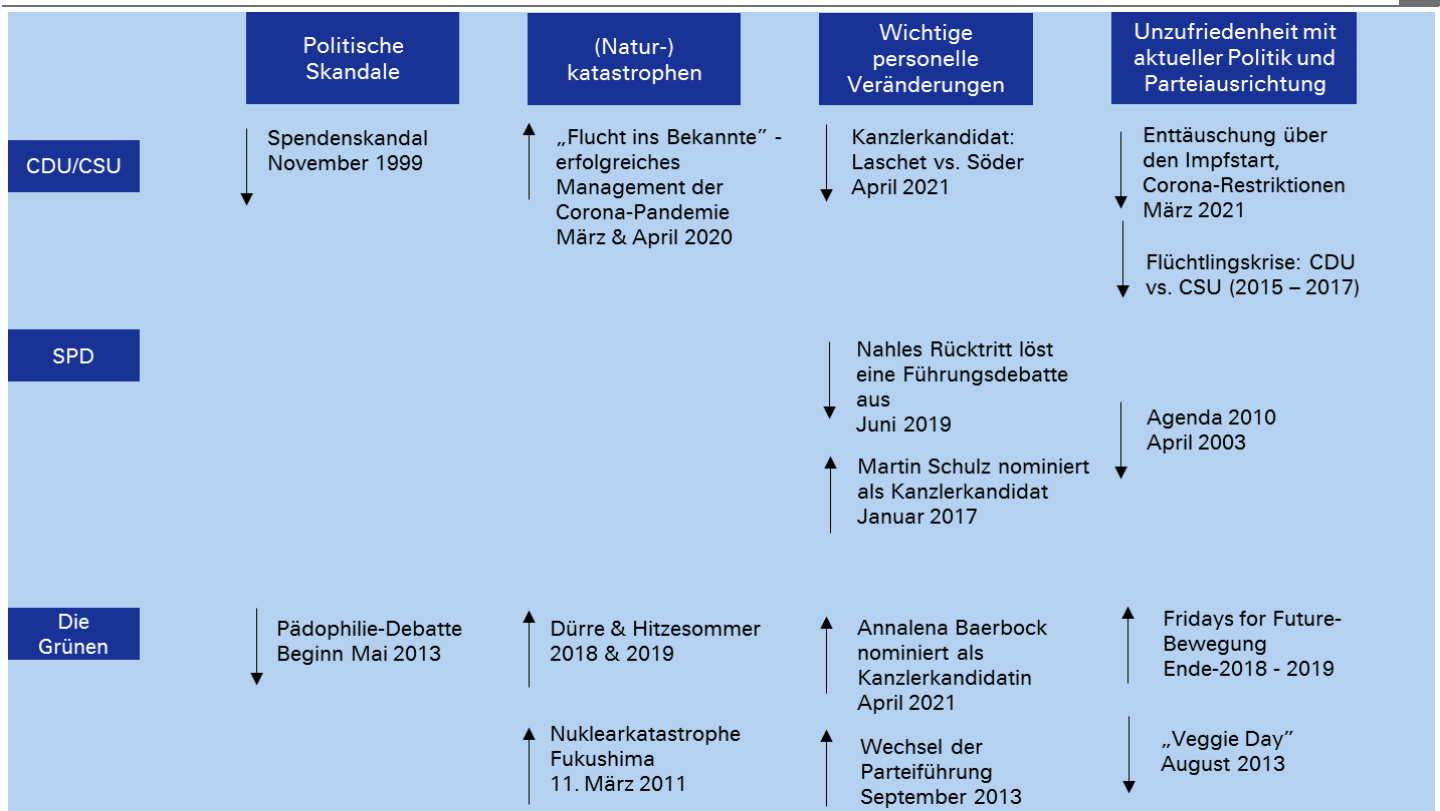 Politische
Skandale
(Natur-)
katastrophen
Wichtige
personelle
Veränderungen
Unzufriedenheit mit
aktueller Politik und
Parteiausrichtung
CDU/CSU
Spendenskandal
November 1999
„Flucht ins Bekannte” -
erfolgreiches
Management der
Corona-Pandemie
März & April 2020
Kanzlerkandidat:
Laschet vs. Söder
April 2021
Enttäuschung über
den Impfstart,
Corona-Restriktionen
März 2021
Flüchtlingskrise: CDU
vs. CSU (2015 – 2017)
SPD
Nahles Rücktritt löst
eine Führungsdebatte
aus
Juni 2019
Martin Schulz nominiert
als Kanzlerkandidat
Januar 2017
Agenda 2010
April 2003
Die
Grünen
Pädophilie-Debatte
Beginn Mai 2013
Dürre & Hitzesommer
2018 & 2019
Nuklearkatastrophe
Fukushima
11. März 2011
Annalena Baerbock
nominiert als
Kanzlerkandidatin
April 2021
Wechsel der
Parteiführung
September 2013
Fridays for Future-
Bewegung
Ende-2018 - 2019
„Veggie Day”
August 2013